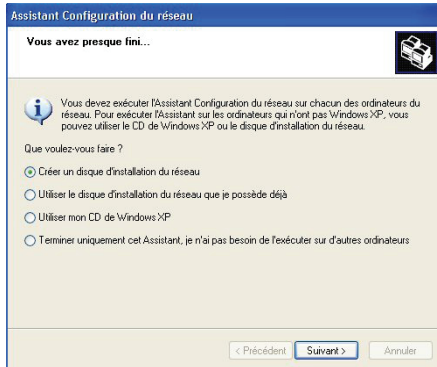 Assistant Configuration du réseau
Vous avez presque fini...
Vous devez exécuter l'Assistant Configuration du réseau sur chacun des ordinateurs du
réseau. Pour exécuter l'Assistant sur les ordinateurs qui n'ont pas Windows XP, vous
pouvez utiliser le CD de Windows XP ou le disque d'installation du réseau.
Que voulez-vous faire ?
Créer un disque d'installation du réseau
Utiliser le disque d'installation du réseau que je possède déjà
Utiliser mon CD de Windows XP
Terminer uniquement cet Assistant, je n'ai pas besoin de l'exécuter sur d'autres ordinateurs
< Précédent Suivant > Annuler